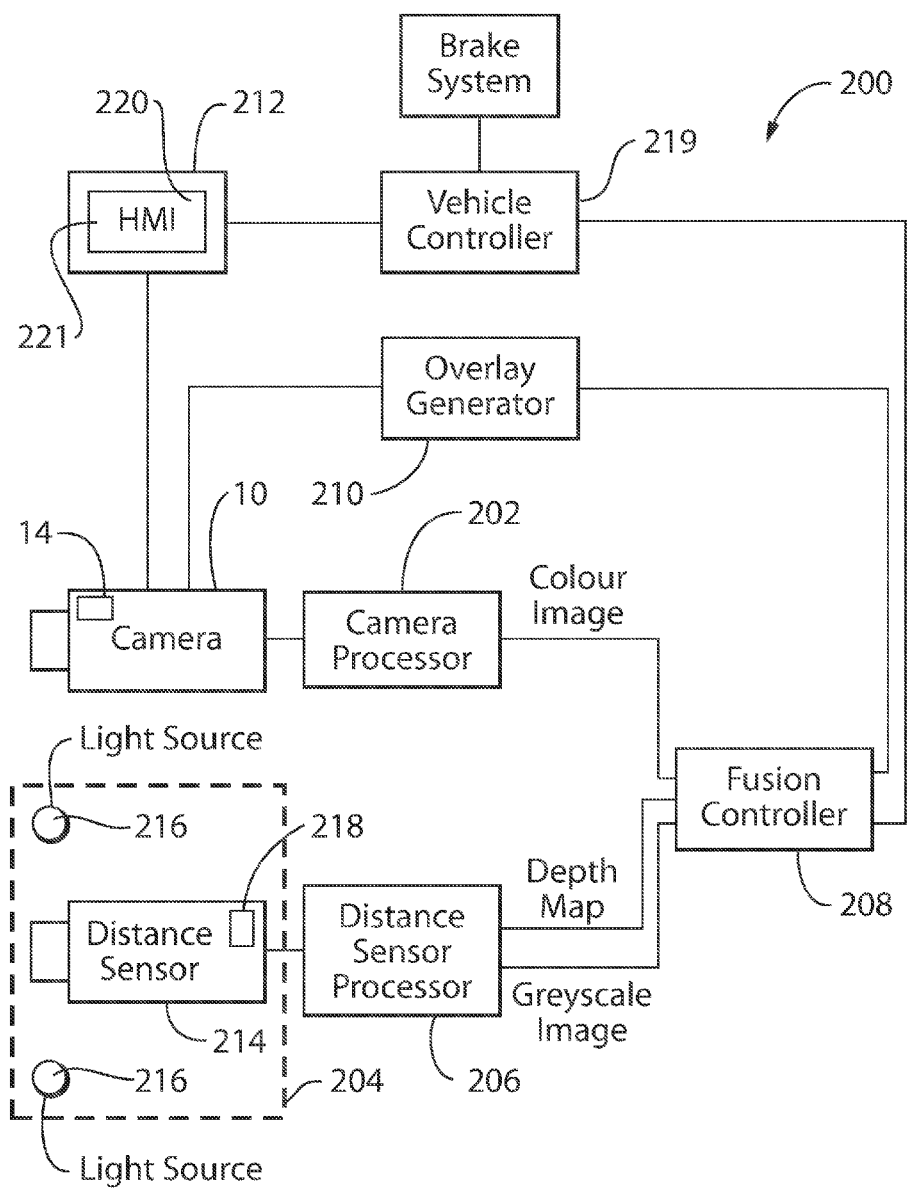 Brake
System
200
220
212
219
HMI
Vehicle
Controller
221
Overlay
Generator
210
10
202
14
Colour
Image
Camera
Camera
Processor
Light Source
Fusion
Controller
216
218
Depth
Map
208
Distance
Sensor
Distance
Sensor
Processor
Greyscale
Image
214
216
204
206
Light Source